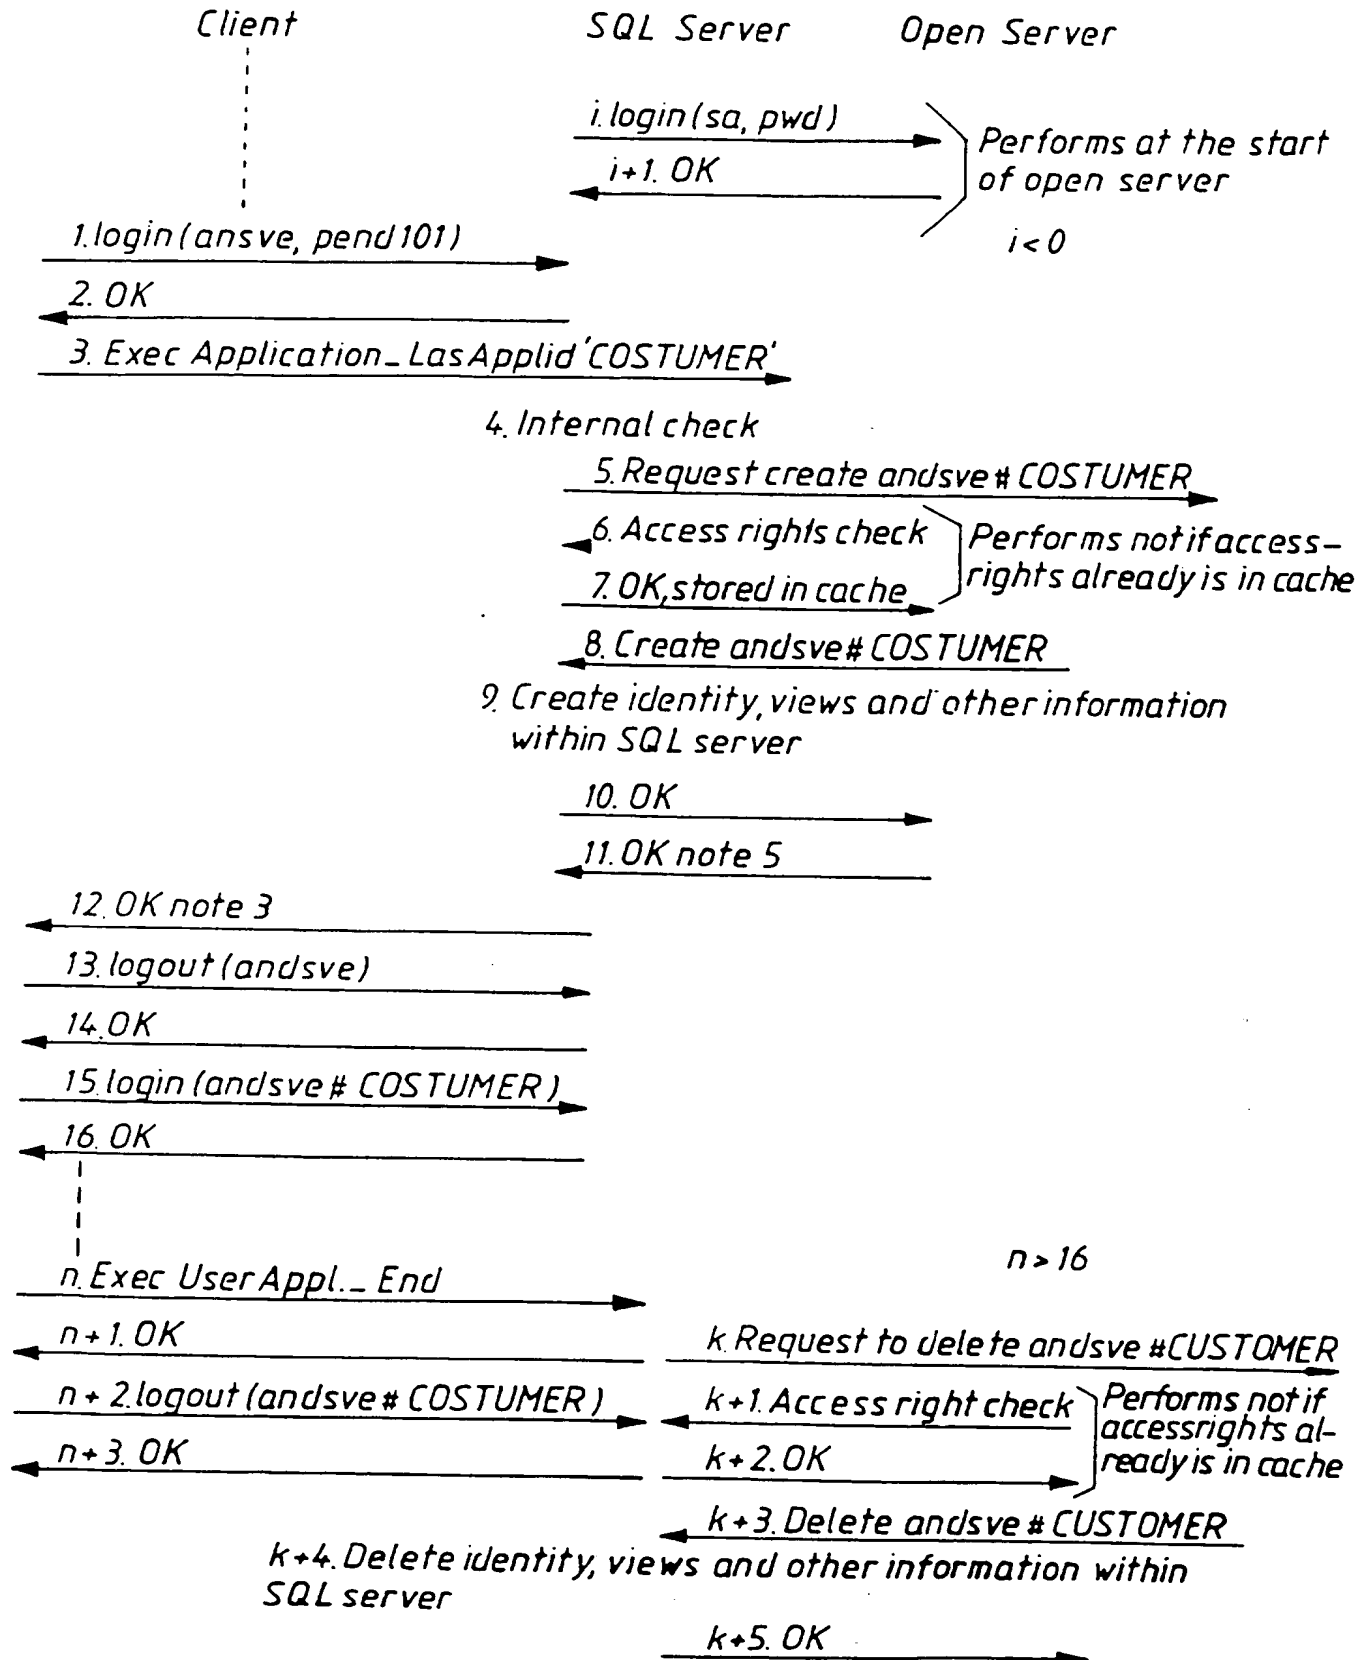 Client SQL Server Open Server
i. login (sa, pwd)
Performs at the start
of open server
i+1. OK
i < 0
1. login (ansve, pend 101)
2. OK
3. Exec Application_LasApplid 'COSTUMER'
4. Internal check
5. Request create andsve # COSTUMER
6. Access rights check
Performs not if access-
rights already is in cache
7. OK, stored in cache
8. Create andsve # COSTUMER
9. Create identity, views and other information
within SQL server
10. OK
11. OK note 5
12. OK note 3
13. logout (andsve)
14. OK
15. login (andsve # COSTUMER)
16. OK
n > 16
n. Exec User Appl._End
n+1. OK
k. Request to delete andsve #CUSTOMER
n+2. logout (andsve # COSTUMER)
k+1. Access right check
Performs not if
accessrights al-
ready is in cache
n+3. OK
k+2. OK
k+3. Delete andsve # CUSTOMER
k+4. Delete identity, views and other information within
SQL server
k+5. OK